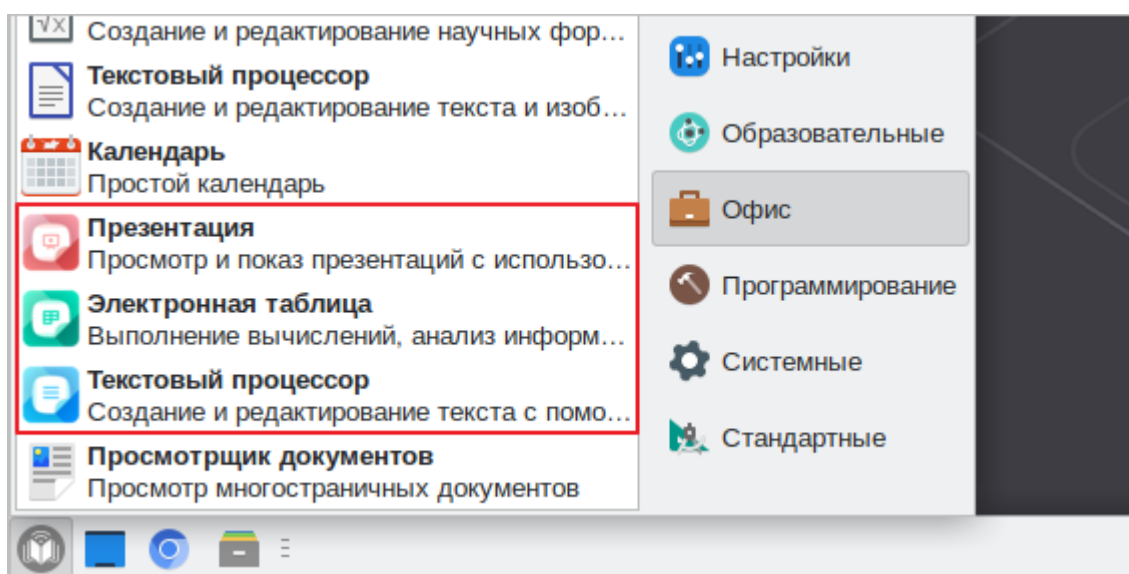 √x
Создание и редактирование научных фор...
Текстовый процессор
Создание и редактирование текста и изоб...
Календарь
Простой календарь
Презентация
Просмотр и показ презентаций с использо...
Электронная таблица
Выполнение вычислений, анализ информ...
Текстовый процессор
Создание и редактирование текста с помо...
Просмотрщик документов
Просмотр многостраничных документов
Настройки
Образовательные
Офис
Программирование
Системные
Стандартные